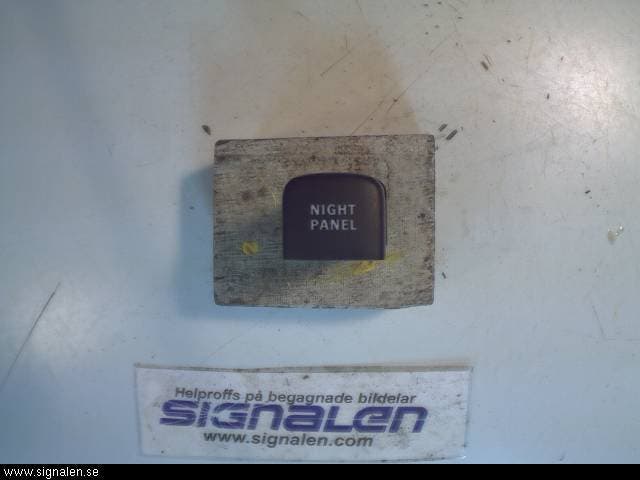 NIGHT
PANEL
Helproffs på begagnade bildelar
SIGNALEN
www.signalen.com
www.signalen.se